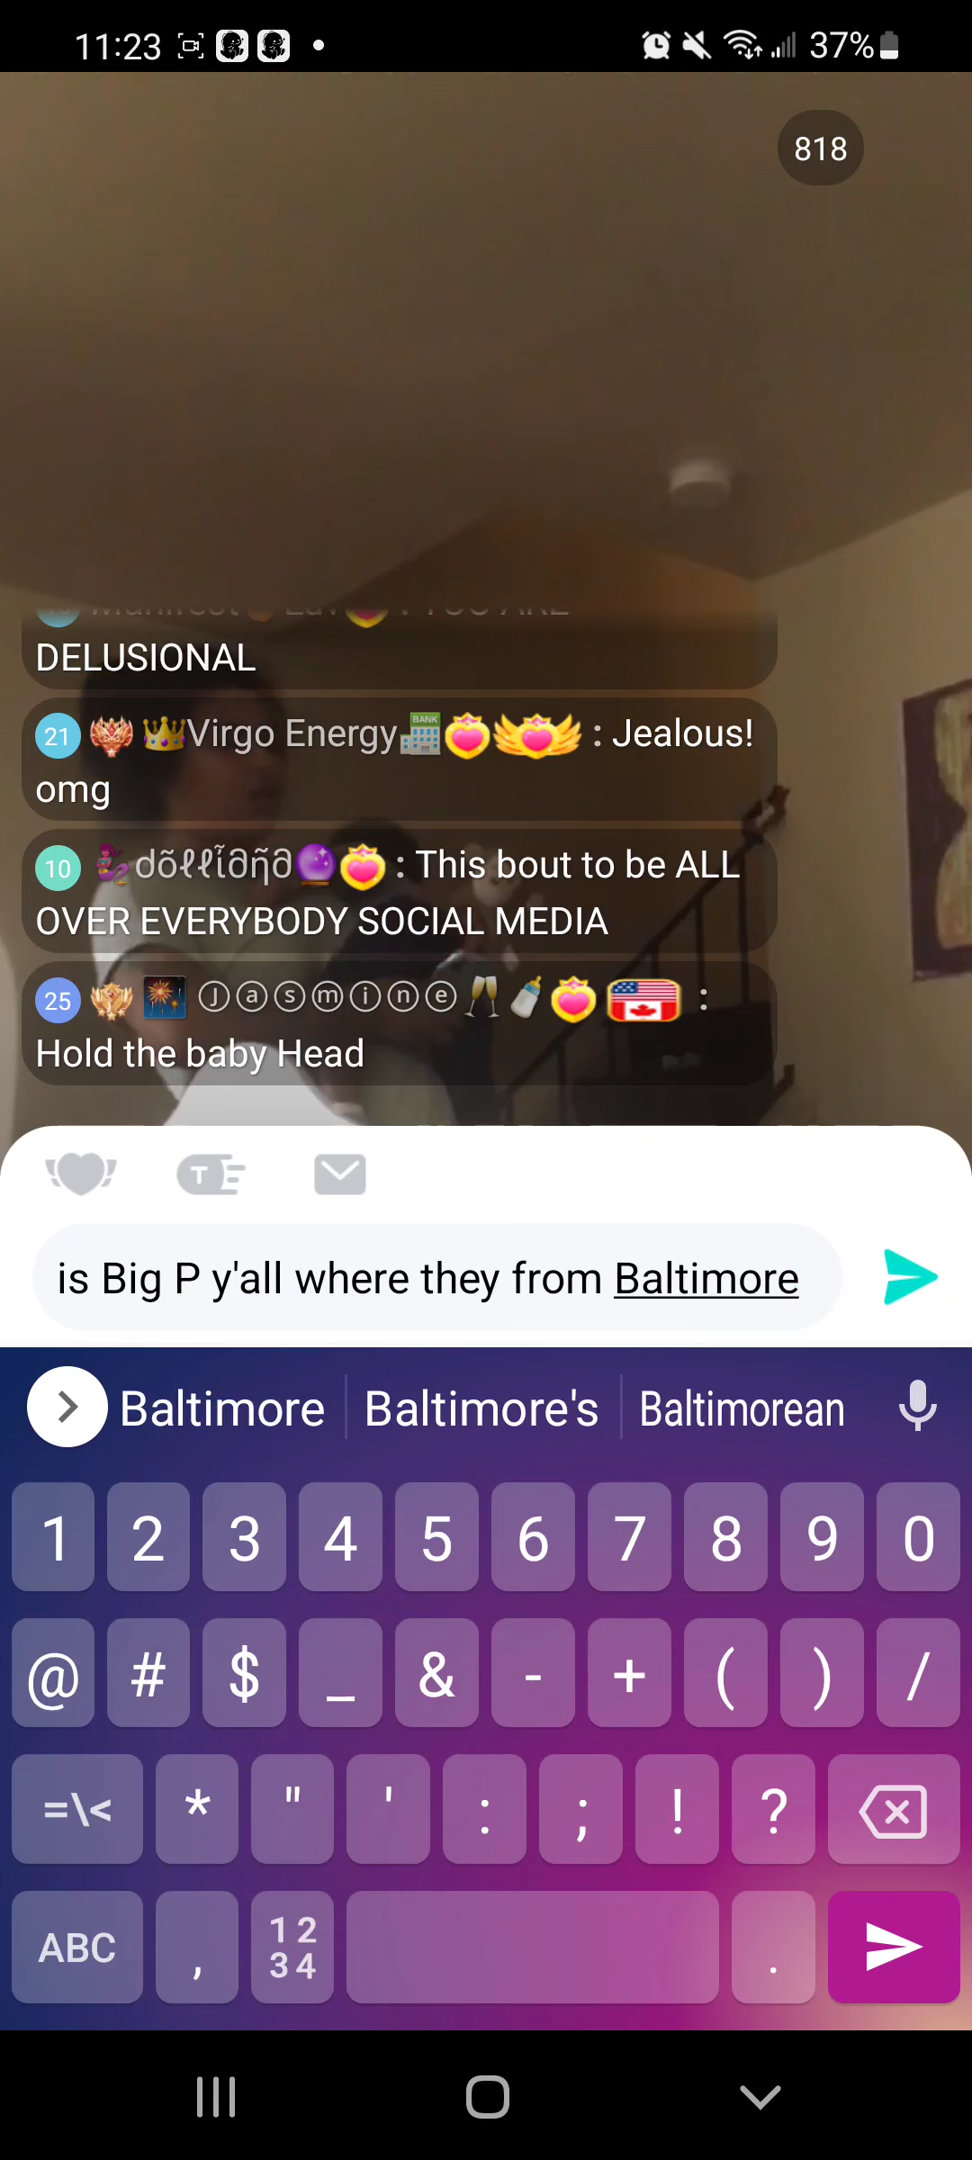 11:23
37%
818
DELUSIONAL
21 Virgo Energy BANK : Jealous!
omg
10 : This bout to be ALL
OVER EVERYBODY SOCIAL MEDIA
25 Ⓙⓐⓢⓜⓘⓝⓔ :
Hold the baby Head
T
is Big P y'all where they from Baltimore
Baltimore Baltimore's Baltimorean
1 2 3 4 5 6 7 8 9 0
@ # $ _ & - + ( ) /
=\< * " ' : ; ! ?
ABC , 12 .
34